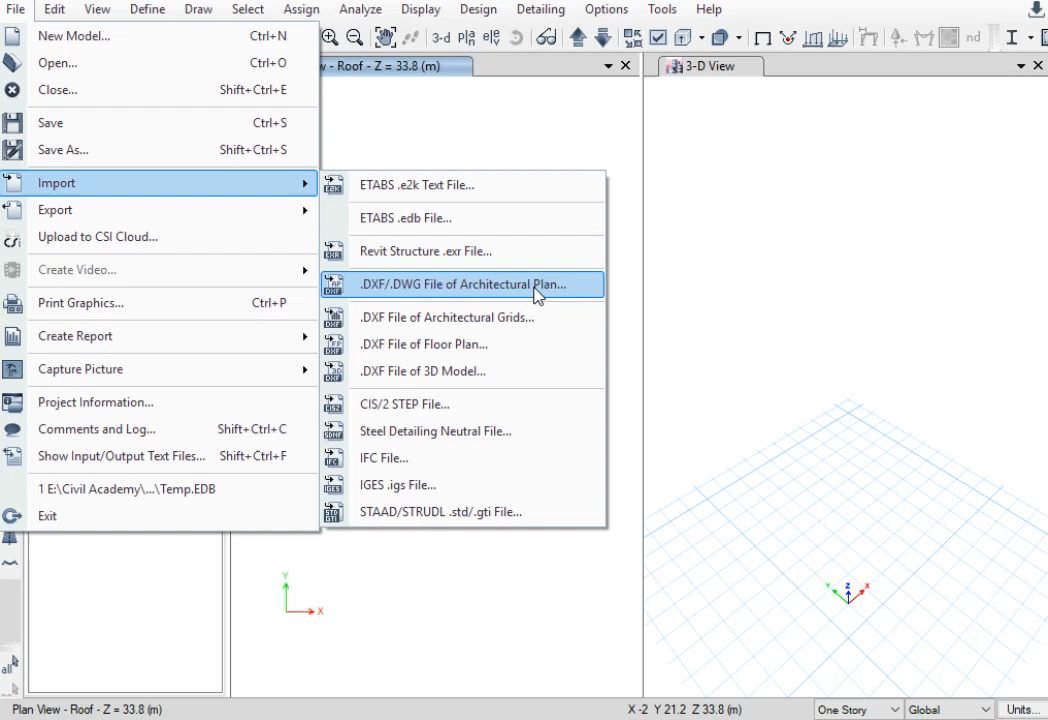 File Edit View Define Draw Select Assign Analyze Display Design Detailing Options Tools Help
3-d nd
w - Roof - Z = 33.8 (m)
3-D View
New Model... Ctrl+N
Open... Ctrl+O
Close... Shift+Ctrl+E
Save Ctrl+S
Save As... Shift+Ctrl+S
Import
Export
Upload to CSI Cloud...
Create Video...
Print Graphics... Ctrl+P
Create Report
Capture Picture
Project Information...
Comments and Log... Shift+Ctrl+C
Show Input/Output Text Files... Shift+Ctrl+F
1 E:\Civil Academy\...\Temp.EDB
Exit
ETABS .e2k Text File...
ETABS .edb File...
Revit Structure .exr File...
.DXF/.DWG File of Architectural Plan...
.DXF File of Architectural Grids...
.DXF File of Floor Plan...
.DXF File of 3D Model...
CIS/2 STEP File...
Steel Detailing Neutral File...
IFC File...
IGES .igs File...
STAAD/STRUDL .std/.gti File...
Y
X
Y Z X
all
Plan View - Roof - Z = 33.8 (m)
X -2 Y 21.2 Z 33.8 (m)
One Story
Global
Units...